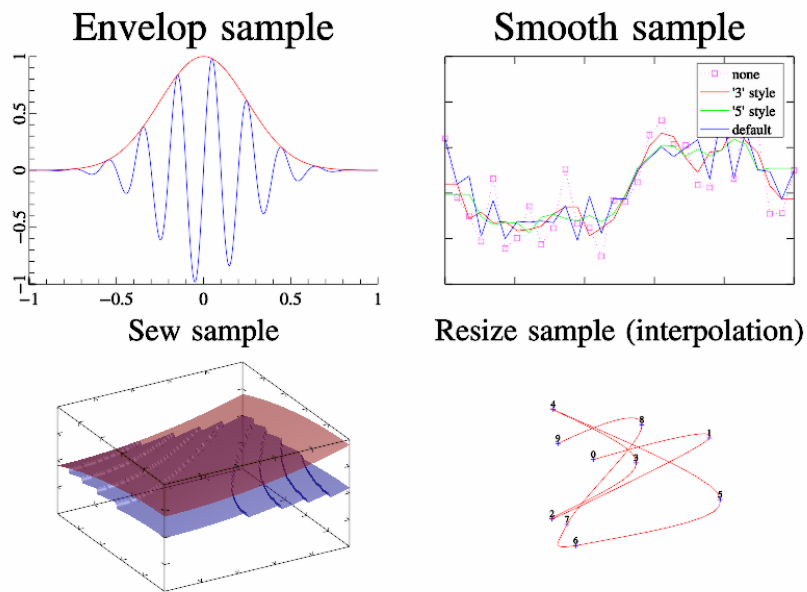 Envelop sample
Smooth sample
none
'3' style
'5' style
default
1
0.5
0
−0.5
−1
−1
−0.5
0
0.5
1
Sew sample
Resize sample (interpolation)
4
8
1
9
0
3
5
2
7
6